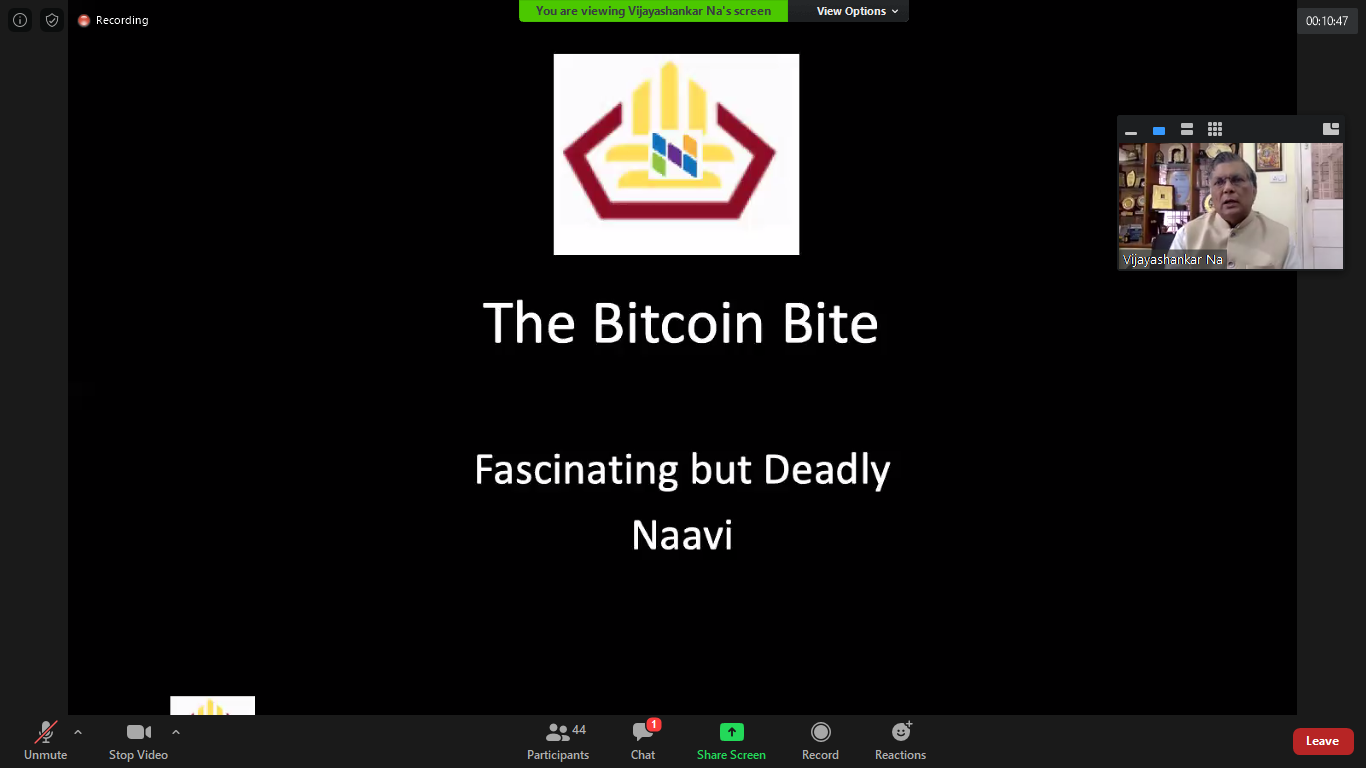 Recording
You are viewing Vijayashankar Na's screen
View Options
00:10:47
Vijayashankar Na
The Bitcoin Bite
Fascinating but Deadly
Naavi
Unmute
Stop Video
44
Participants
1
Chat
Share Screen
Record
Reactions
Leave